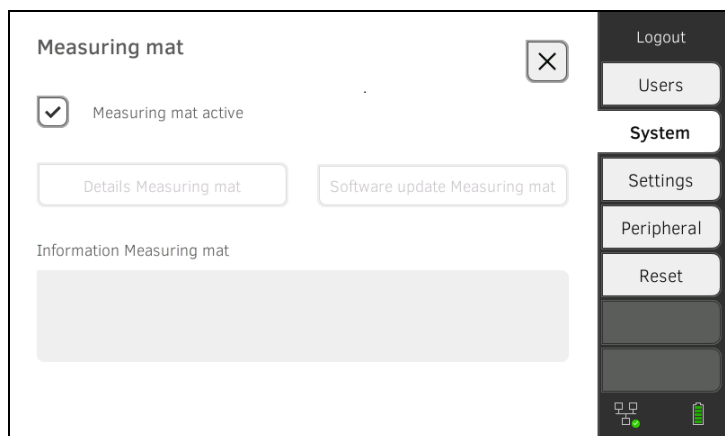 Measuring mat
Measuring mat active
Details Measuring mat
Software update Measuring mat
Information Measuring mat
Logout
Users
System
Settings
Peripheral
Reset